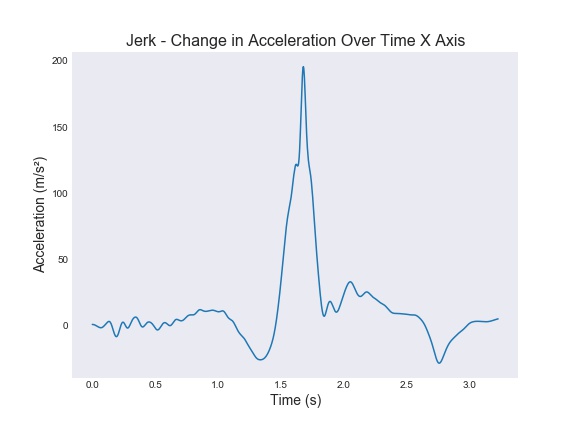 Jerk - Change in Acceleration Over Time X Axis
200
150
100
50
0
Acceleration (m/s²)
0.0 0.5 1.0 1.5 2.0 2.5 3.0
Time (s)